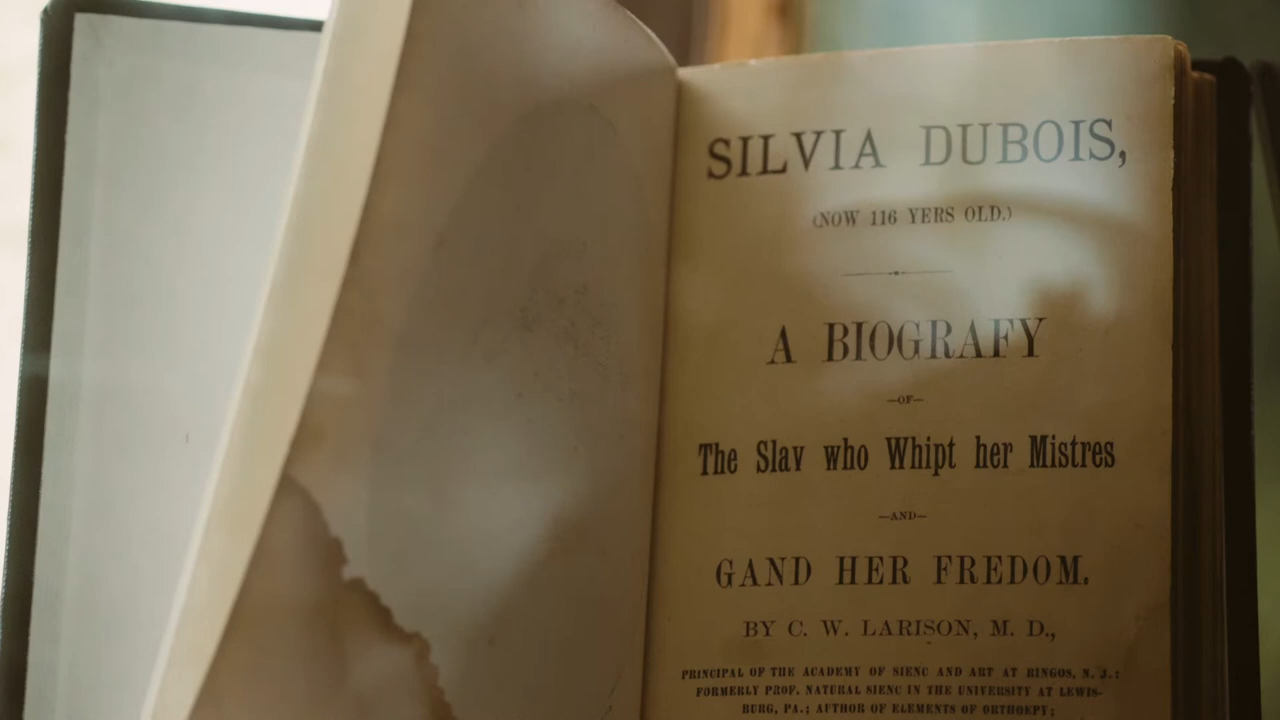 SILVIA DUBOIS,
(NOW 116 YERS OLD.)
A BIOGRAFY
—OF—
The Slav who Whipt her Mistres
—AND—
GAND HER FREDOM.
BY C. W. LARISON, M. D.,
PRINCIPAL OF THE ACADEMY OF SIENC AND ART AT RINGOS, N. J.;
FORMERLY PROF. NATURAL SIENC IN THE UNIVERSITY AT LEWIS-
BURG, PA.; AUTHOR OF ELEMENTS OF ORTHOEPY;